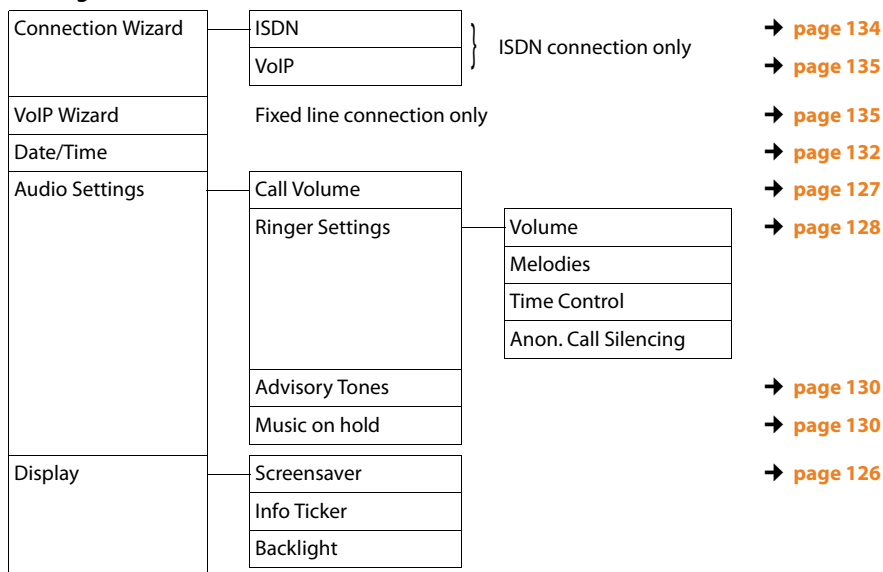 Connection Wizard ISDN ISDN connection only ➔ page 134
VoIP ➔ page 135
VoIP Wizard Fixed line connection only ➔ page 135
Date/Time ➔ page 132
Audio Settings Call Volume ➔ page 127
Ringer Settings Volume ➔ page 128
Melodies
Time Control
Anon. Call Silencing
Advisory Tones ➔ page 130
Music on hold ➔ page 130
Display Screensaver ➔ page 126
Info Ticker
Backlight